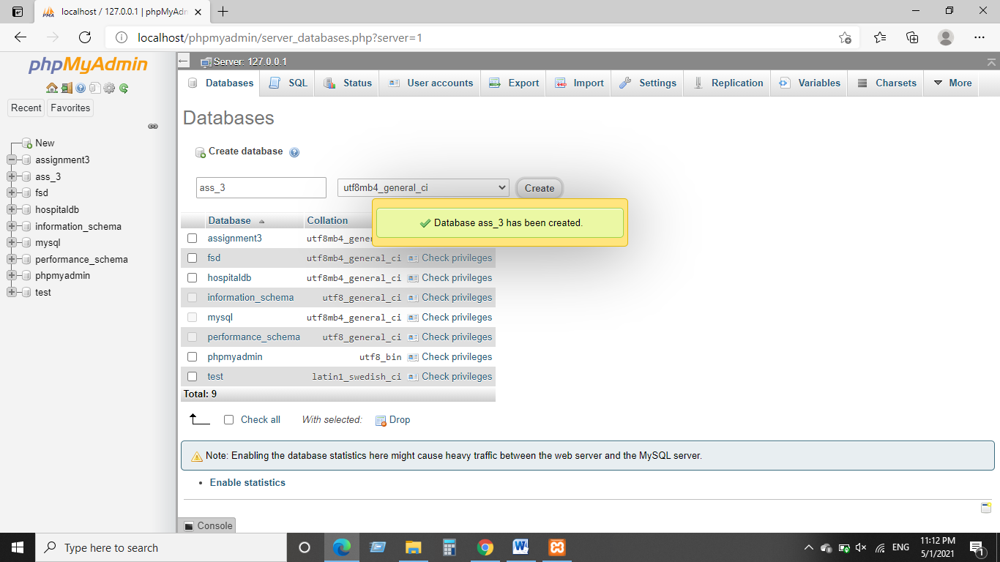 localhost / 127.0.0.1 | phpMyAdm
localhost/phpmyadmin/server_databases.php?server=1
phpMyAdmin
Recent
Favorites
New
assignment3
ass_3
fsd
hospitaldb
information_schema
mysql
performance_schema
phpmyadmin
test
Server: 127.0.0.1
Databases SQL Status User accounts Export Import Settings Replication Variables Charsets More
Databases
Create database
ass_3 utf8mb4_general_ci Create
Database ass_3 has been created.
Database Collation
assignment3 utf8mb4_gener
fsd utf8mb4_general_ci Check privileges
hospitaldb utf8mb4_general_ci Check privileges
information_schema utf8_general_ci Check privileges
mysql utf8mb4_general_ci Check privileges
performance_schema utf8_general_ci Check privileges
phpmyadmin utf8_bin Check privileges
test latin1_swedish_ci Check privileges
Total: 9
Check all With selected: Drop
Note: Enabling the database statistics here might cause heavy traffic between the web server and the MySQL server.
Enable statistics
Console
Type here to search
ENG
11:12 PM
5/1/2021
1